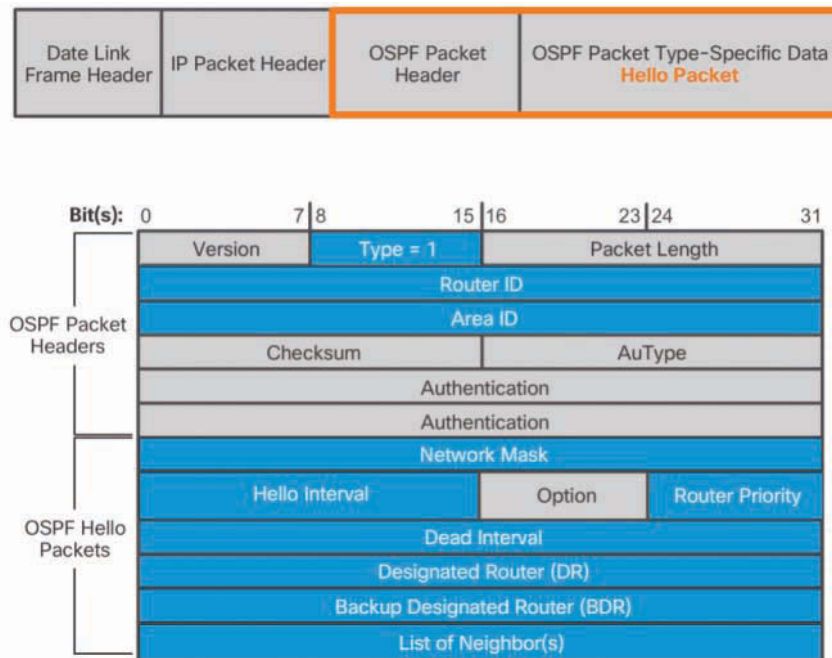 Date Link
Frame Header
IP Packet Header
OSPF Packet
Header
OSPF Packet Type-Specific Data
Hello Packet
Bit(s): 0 7 8 15 16 23 24 31
OSPF Packet
Headers
Version Type = 1 Packet Length
Router ID
Area ID
Checksum AuType
Authentication
Authentication
OSPF Hello
Packets
Network Mask
Hello Interval Option Router Priority
Dead Interval
Designated Router (DR)
Backup Designated Router (BDR)
List of Neighbor(s)